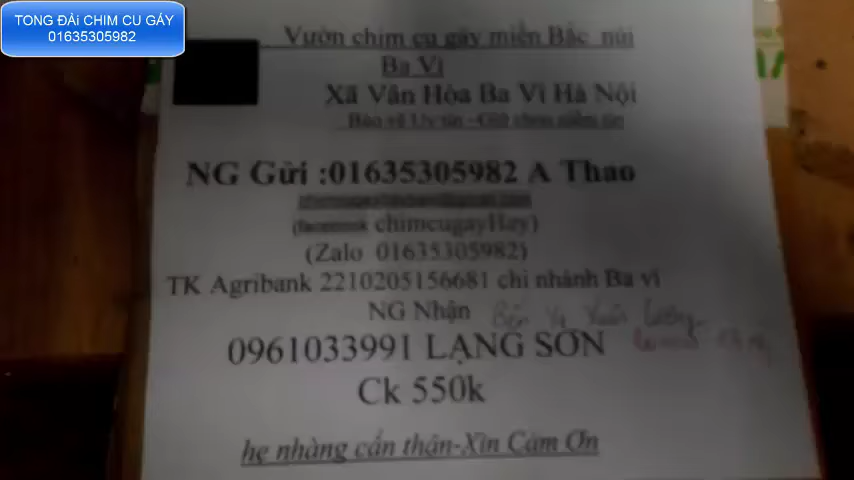 TONG ĐÀi CHIM CU GÁY
01635305982
Vườn chim cu gáy miền Bắc núi
Ba Vì
Xã Vân Hòa Ba Vì Hà Nội
NG Gửi :01635305982 A Thao
(facebook chimcugayHay)
(Zalo 01635305982)
TK Agribank 2210205156681 chi nhánh Ba vì
NG Nhận
0961033991 LẠNG SƠN
Ck 550k
hẹ nhàng cẩn thận-Xin Cảm Ơn